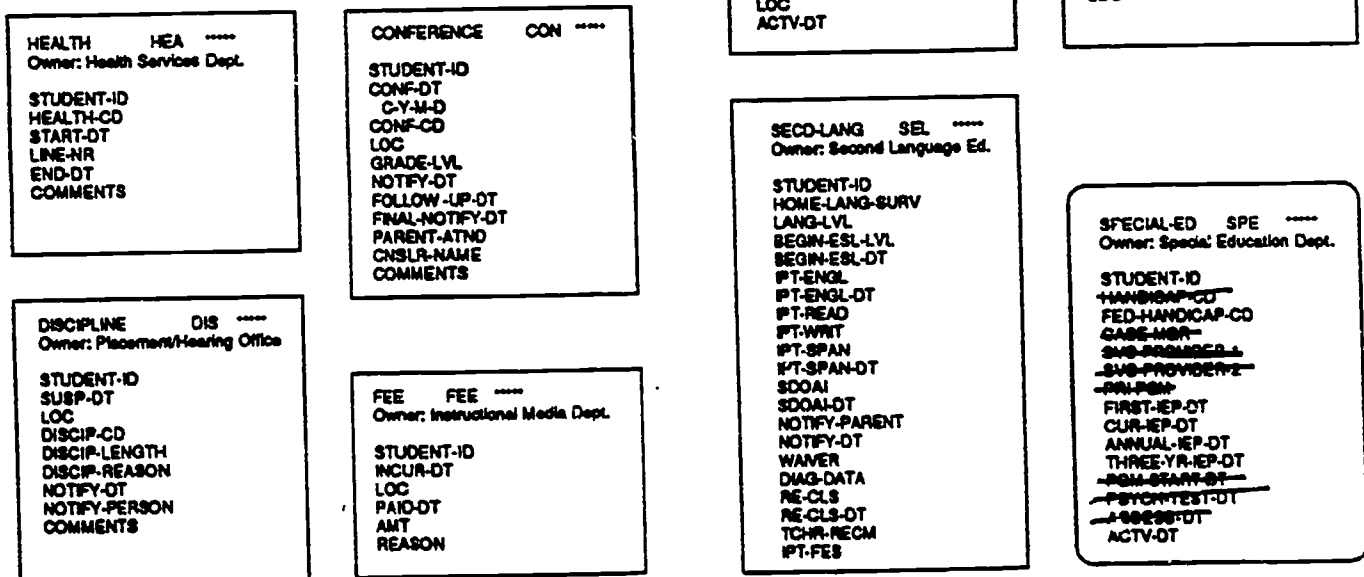 HEALTH HEA *****
Owner: Health Services Dept.
STUDENT-ID
HEALTH-CD
START-DT
LINE-NR
END-DT
COMMENTS
CONFERENCE CON *****
STUDENT-ID
CONF-DT
C-Y-M-D
CONF-CD
LOC
GRADE-LVL
NOTIFY-DT
FOLLOW-UP-DT
FINAL-NOTIFY-DT
PARENT-ATND
CNSLR-NAME
COMMENTS
DISCIPLINE DIS *****
Owner: Placement/Hearing Office
STUDENT-ID
SUSP-DT
LOC
DISCIP-CD
DISCIP-LENGTH
DISCIP-REASON
NOTIFY-DT
NOTIFY-PERSON
COMMENTS
FEE FEE *****
Owner: Instructional Media Dept.
STUDENT-ID
INCUR-DT
LOC
PAID-DT
AMT
REASON
LOC
ACTV-DT
SECD-LANG SEL *****
Owner: Second Language Ed.
STUDENT-ID
HOME-LANG-SURV
LANG-LVL
BEGIN-ESL-LVL
BEGIN-ESL-DT
IPT-ENGL
IPT-ENGL-DT
IPT-READ
IPT-WRIT
IPT-SPAN
IPT-SPAN-DT
SDOAI
SDOAI-DT
NOTIFY-PARENT
NOTIFY-DT
WAIVER
DIAG-DATA
RE-CLS
RE-CLS-DT
TCHR-RECM
IPT-FES
SPECIAL-ED SPE *****
Owner: Special Education Dept.
STUDENT-ID
HANDICAP-CD
FED-HANDICAP-CD
CASE-MGR
SVC-PROVIDER-1
SVC-PROVIDER-2
PRI-PGM
FIRST-IEP-DT
CUR-IEP-DT
ANNUAL-IEP-DT
THREE-YR-IEP-DT
PGM-START-DT
PSYCH-TEST-DT
ASSESS-DT
ACTV-DT